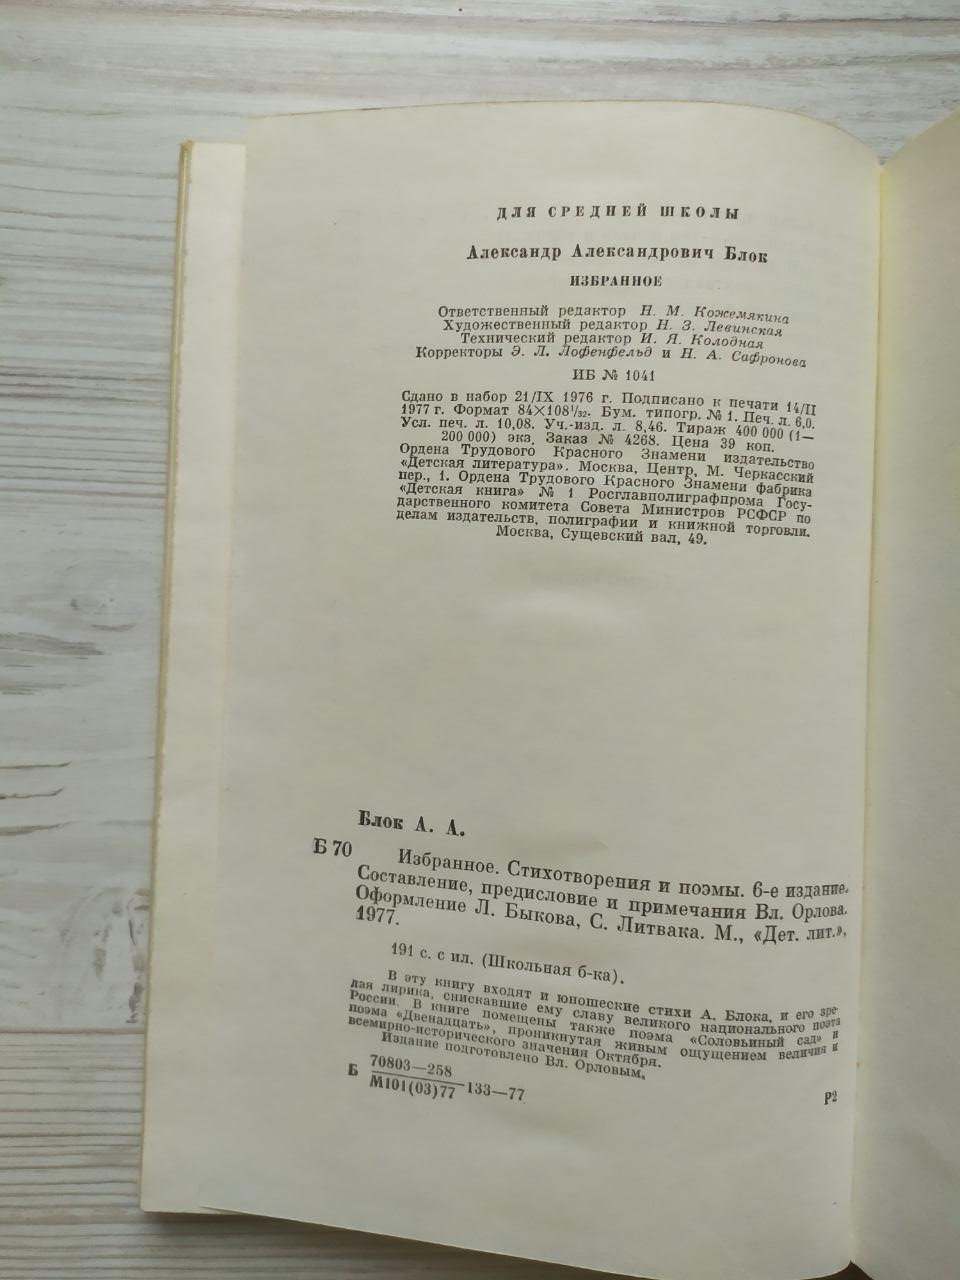 ДЛЯ СРЕДНЕЙ ШКОЛЫ
Александр Александрович Блок
ИЗБРАННОЕ
Ответственный редактор Н. М. Кожемякина
Художественный редактор Н. З. Левинская
Технический редактор И. Я. Колодная
Корректоры Э. Л. Лофенфельд и Н. А. Сафронова
ИБ № 1041
Сдано в набор 21/IX 1976 г. Подписано к печати 14/II
1977 г. Формат 84×108¹/₃₂. Бум. типогр. № 1. Печ. л. 6,0.
Усл. печ. л. 10,08. Уч.-изд. л. 8,46. Тираж 400 000 (1—
200 000) экз. Заказ № 4268. Цена 39 коп.
Ордена Трудового Красного Знамени издательство
«Детская литература». Москва, Центр, М. Черкасский
пер., 1. Ордена Трудового Красного Знамени фабрика
«Детская книга» № 1 Росглавполиграфпрома Госу-
дарственного комитета Совета Министров РСФСР по
делам издательств, полиграфии и книжной торговли.
Москва, Сущевский вал, 49.
Блок А. А.
Б 70 Избранное. Стихотворения и поэмы. 6-е издание.
Составление, предисловие и примечания Вл. Орлова.
Оформление Л. Быкова, С. Литвака. М., «Дет. лит.»,
1977.
191 с. с ил. (Школьная б-ка).
В эту книгу входят и юношеские стихи А. Блока, и его зре-
лая лирика, снискавшие ему славу великого национального поэта
России. В книге помещены также поэма «Соловьиный сад» и
поэма «Двенадцать», проникнутая живым ощущением величия и
всемирно-исторического значения Октября.
Издание подготовлено Вл. Орловым.
Б 70803—258
М101(03)77 133—77
Р2